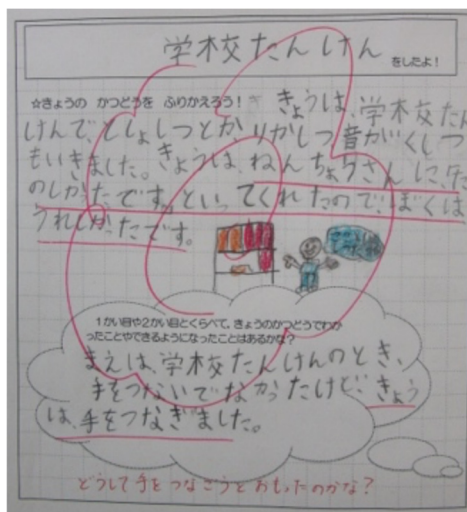 学校たんけん
をしたよ!
☆きょうの かつどうを ふりかえろう!
きょうは、学校たん
けんで、としょしつとか りかしつ音がくしつ
もいきました。きょうは、ねんちょうさんに、
のしかたです。といってくれたので、ぼくは
うれしかったです。
1かい目や2かい目とくらべて、きょうのかつどうでわか
ったことやできるようになったことはあるかな?
まえは、学校たんけんのとき、
手をつないでなかったけど、きょう
は、手をつなぎました。
どうして手をつなごうとおもったのかな?